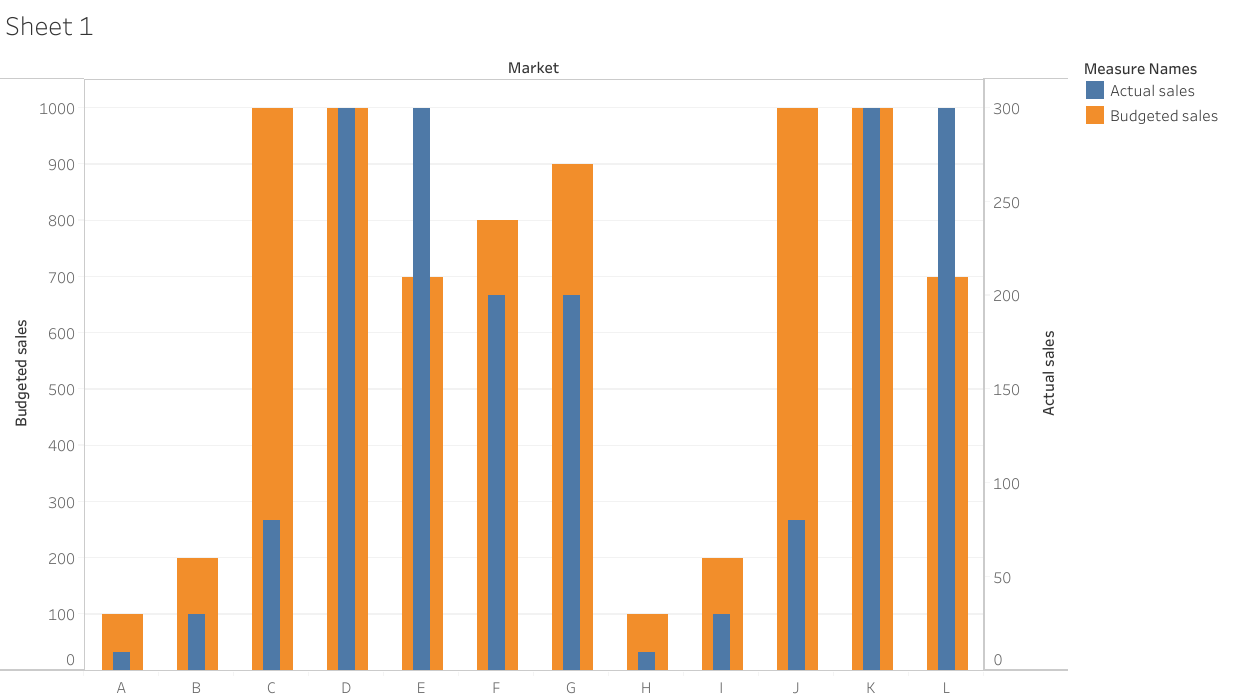 Sheet 1
Market
Measure Names
Actual sales
Budgeted sales
Budgeted sales
1000
900
800
700
600
500
400
300
200
100
0
300
250
200
150
100
50
0
Actual sales
A B C D E F G H I J K L